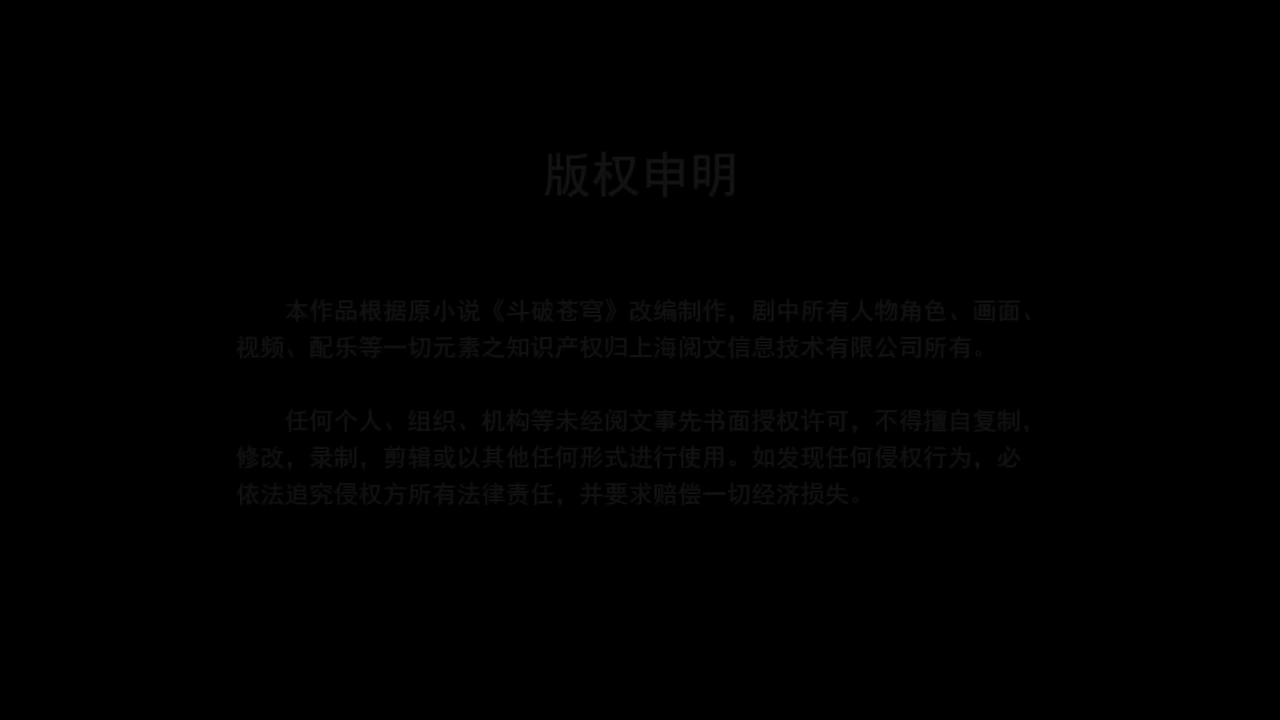 版权申明
本作品根据原小说《斗破苍穹》改编制作，剧中所有人物角色、画面、
视频、配乐等一切元素之知识产权归上海阅文信息技术有限公司所有。
任何个人、组织、机构等未经阅文事先书面授权许可，不得擅自复制，
修改，录制，剪辑或以其他任何形式进行使用。如发现任何侵权行为，必
依法追究侵权方所有法律责任，并要求赔偿一切经济损失。